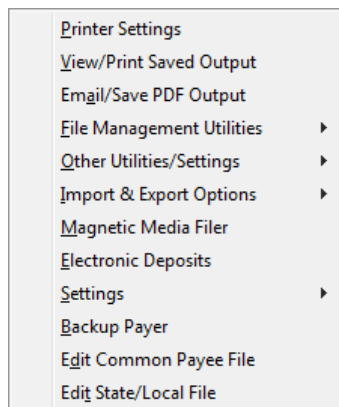 Printer Settings
View/Print Saved Output
Email/Save PDF Output
File Management Utilities
Other Utilities/Settings
Import & Export Options
Magnetic Media Filer
Electronic Deposits
Settings
Backup Payer
Edit Common Payee File
Edit State/Local File